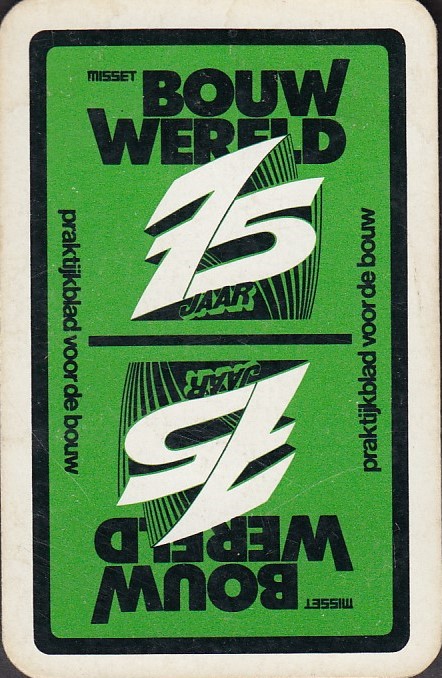 MISSET
BOUW
WERELD
75
JAAR
praktijkblad voor de bouw
praktijkblad voor de bouw
MISSET
BOUW
WERELD
75
JAAR